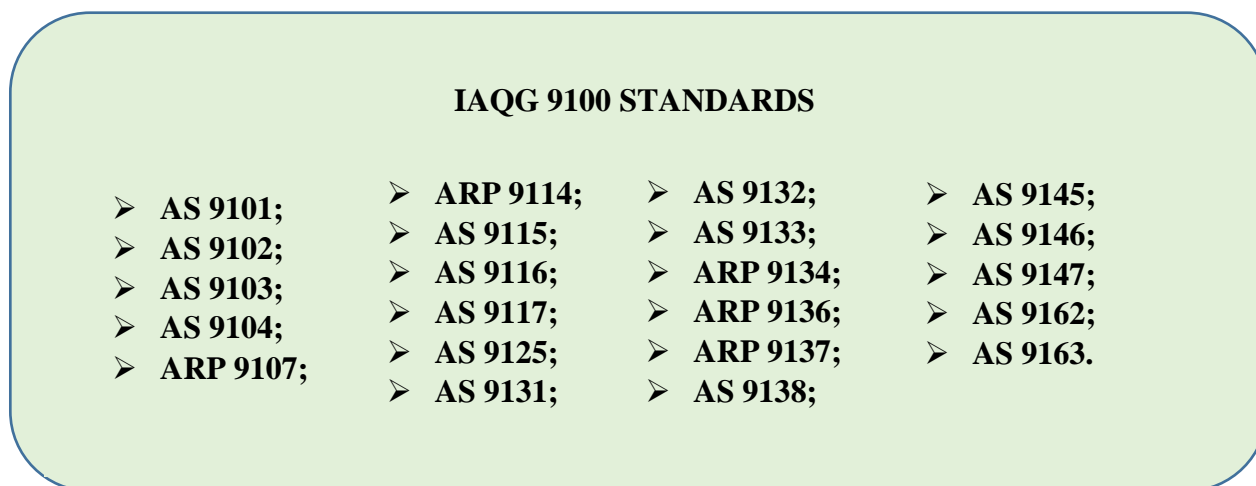 IAQG 9100 STANDARDS
➢ AS 9101;
➢ AS 9102;
➢ AS 9103;
➢ AS 9104;
➢ ARP 9107;
➢ ARP 9114;
➢ AS 9115;
➢ AS 9116;
➢ AS 9117;
➢ AS 9125;
➢ AS 9131;
➢ AS 9132;
➢ AS 9133;
➢ ARP 9134;
➢ ARP 9136;
➢ ARP 9137;
➢ AS 9138;
➢ AS 9145;
➢ AS 9146;
➢ AS 9147;
➢ AS 9162;
➢ AS 9163.